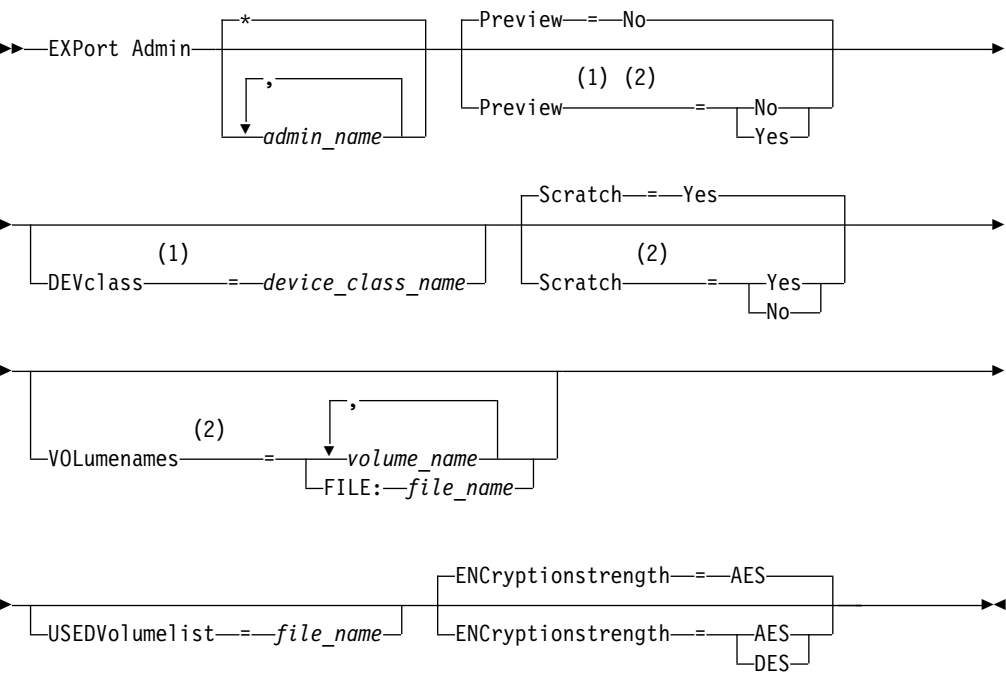 * Preview = No
EXPort Admin
, (1) (2)
Preview = No
admin_name Yes
Scratch = Yes
(1) (2)
DEVclass = device_class_name Scratch = Yes
No
,
(2)
VOLumenames = volume_name
FILE: file_name
ENCryptionstrength = AES
USEDVolumelist = file_name ENCryptionstrength = AES
DES